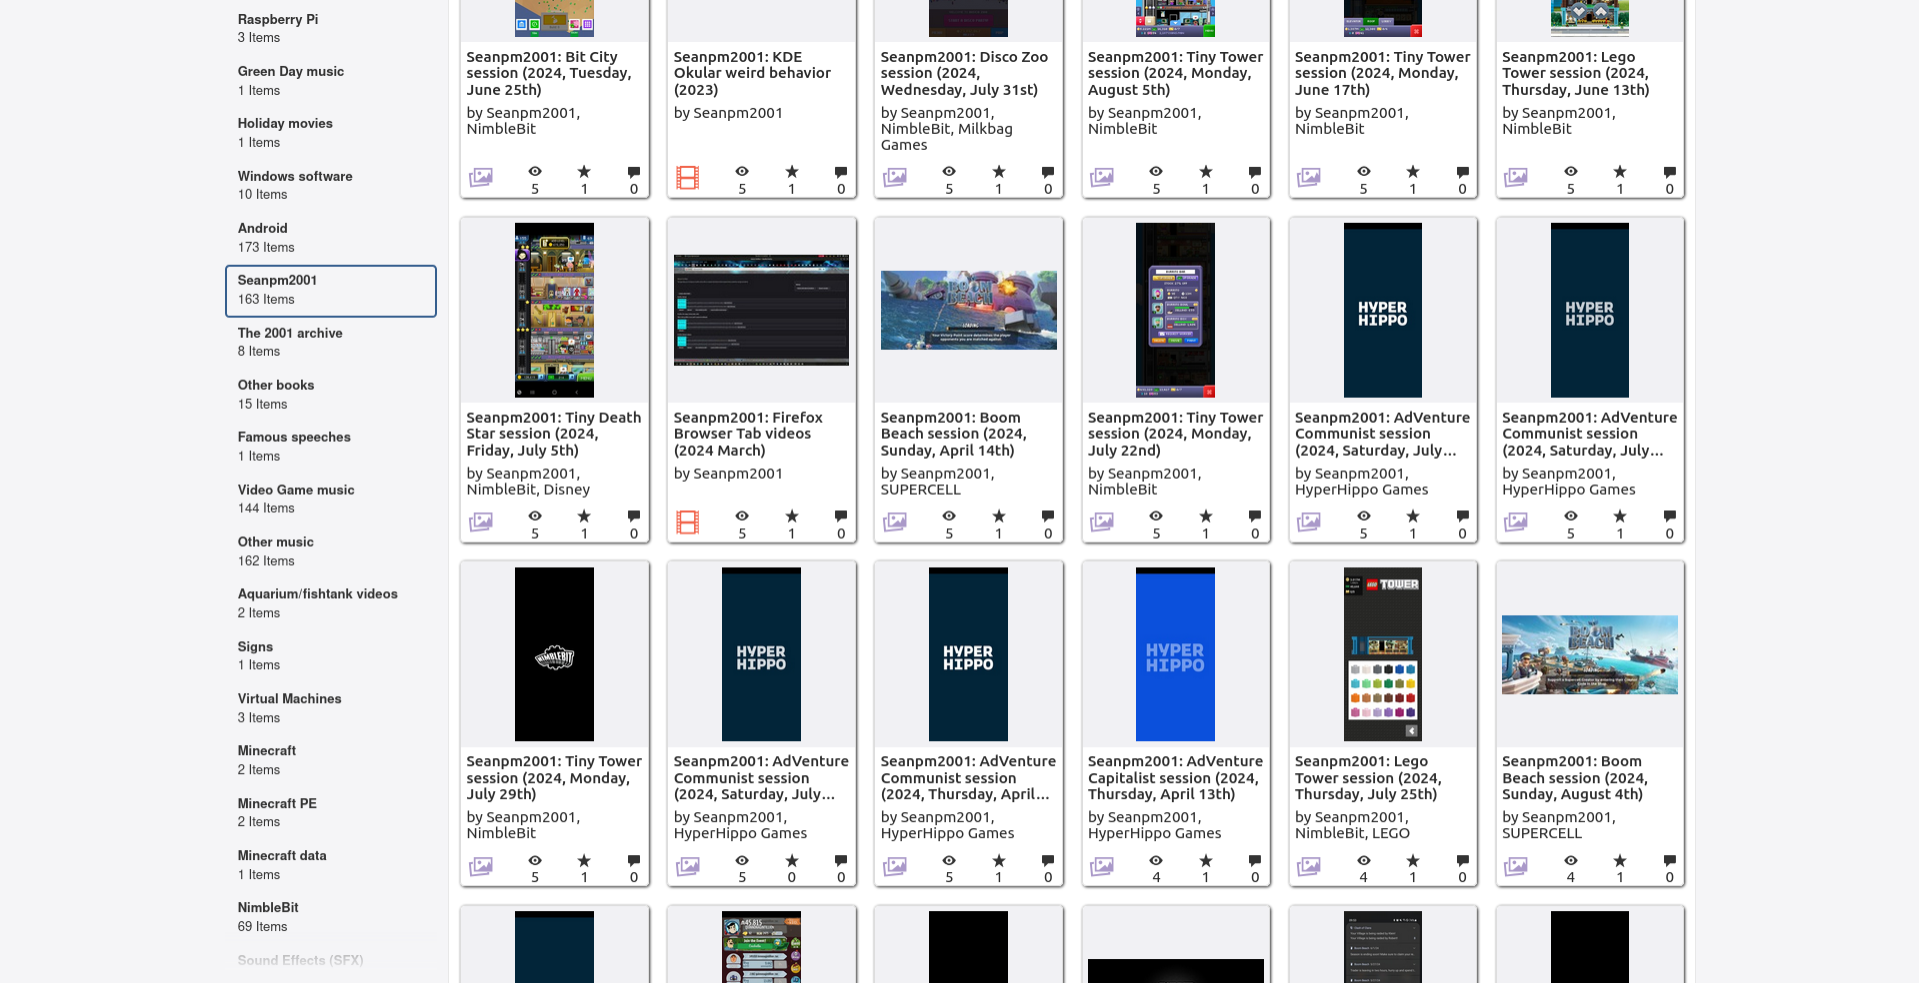 Raspberry Pi
3 Items
Green Day music
1 Items
Holiday movies
1 Items
Windows software
10 Items
Android
173 Items
Seanpm2001
163 Items
The 2001 archive
8 Items
Other books
15 Items
Famous speeches
1 Items
Video Game music
144 Items
Other music
162 Items
Aquarium/fishtank videos
2 Items
Signs
1 Items
Virtual Machines
3 Items
Minecraft
2 Items
Minecraft PE
2 Items
Minecraft data
1 Items
NimbleBit
69 Items
Sound Effects (SFX)
Seanpm2001: Bit City
session (2024, Tuesday,
June 25th)
by Seanpm2001,
NimbleBit
5
1
0
Seanpm2001: KDE
Okular weird behavior
(2023)
by Seanpm2001
5
1
0
Seanpm2001: Disco Zoo
session (2024,
Wednesday, July 31st)
by Seanpm2001,
NimbleBit, Milkbag
Games
5
1
0
Seanpm2001: Tiny Tower
session (2024, Monday,
August 5th)
by Seanpm2001,
NimbleBit
5
1
0
Seanpm2001: Tiny Tower
session (2024, Monday,
June 17th)
by Seanpm2001,
NimbleBit
5
1
0
Seanpm2001: Lego
Tower session (2024,
Thursday, June 13th)
by Seanpm2001,
NimbleBit
5
1
0
Seanpm2001: Tiny Death
Star session (2024,
Friday, July 5th)
by Seanpm2001,
NimbleBit, Disney
5
1
0
Seanpm2001: Firefox
Browser Tab videos
(2024 March)
by Seanpm2001
5
1
0
BOOM
BEACH
LOADING
Seanpm2001: Boom
Beach session (2024,
Sunday, April 14th)
by Seanpm2001,
SUPERCELL
5
1
0
Seanpm2001: Tiny Tower
session (2024, Monday,
July 22nd)
by Seanpm2001,
NimbleBit
5
1
0
HYPER
HIPPO
Seanpm2001: AdVenture
Communist session
(2024, Saturday, July...
by Seanpm2001,
HyperHippo Games
5
1
0
HYPER
HIPPO
Seanpm2001: AdVenture
Communist session
(2024, Saturday, July...
by Seanpm2001,
HyperHippo Games
5
1
0
NIMBLEBIT
Seanpm2001: Tiny Tower
session (2024, Monday,
July 29th)
by Seanpm2001,
NimbleBit
5
1
0
HYPER
HIPPO
Seanpm2001: AdVenture
Communist session
(2024, Saturday, July...
by Seanpm2001,
HyperHippo Games
5
0
0
HYPER
HIPPO
Seanpm2001: AdVenture
Communist session
(2024, Thursday, April...
by Seanpm2001,
HyperHippo Games
5
1
0
HYPER
HIPPO
Seanpm2001: AdVenture
Capitalist session (2024,
Thursday, April 13th)
by Seanpm2001,
HyperHippo Games
4
1
0
LEGO TOWER
Seanpm2001: Lego
Tower session (2024,
Thursday, July 25th)
by Seanpm2001,
NimbleBit, LEGO
4
1
0
BOOM
BEACH
LOADING
Seanpm2001: Boom
Beach session (2024,
Sunday, August 4th)
by Seanpm2001,
SUPERCELL
4
1
0